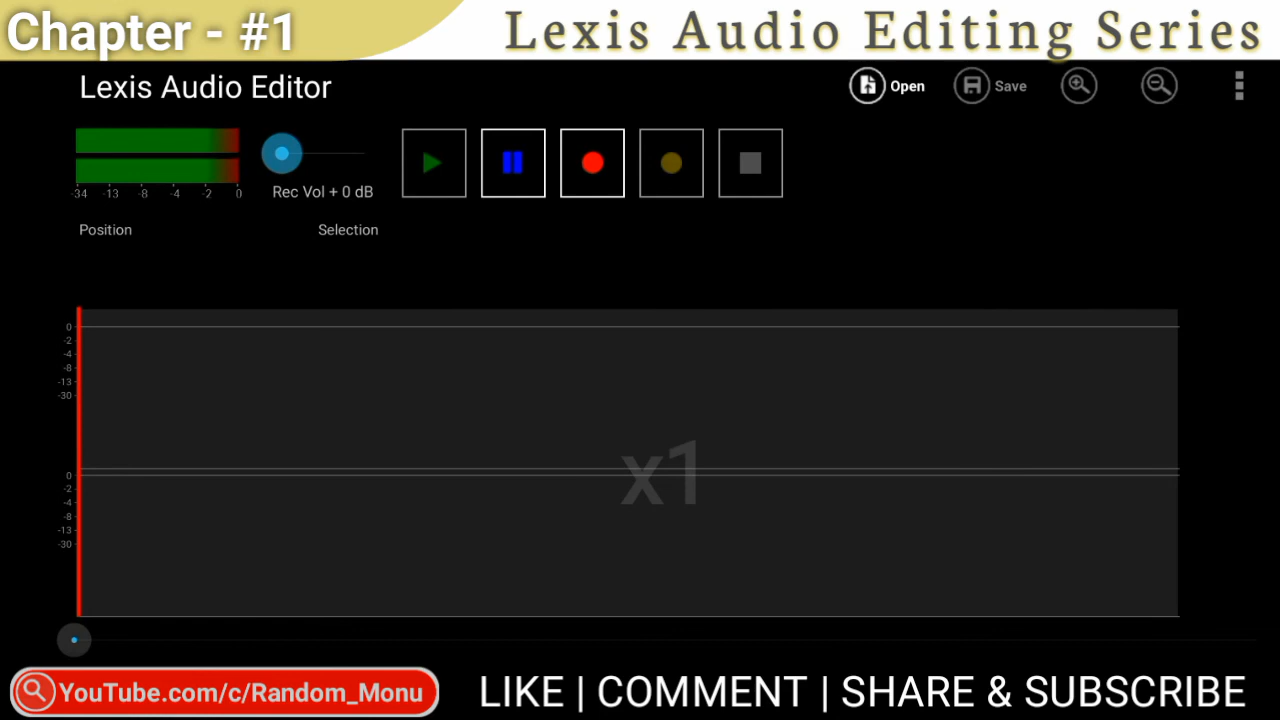 Chapter - #1
Lexis Audio Editing Series
Lexis Audio Editor
Open
Save
-34 -13 -8 -4 -2 0
Rec Vol + 0 dB
Position
Selection
0
-2
-4
-8
-13
-30
x1
0
-2
-4
-8
-13
-30
YouTube.com/c/Random_Monu
LIKE | COMMENT | SHARE & SUBSCRIBE